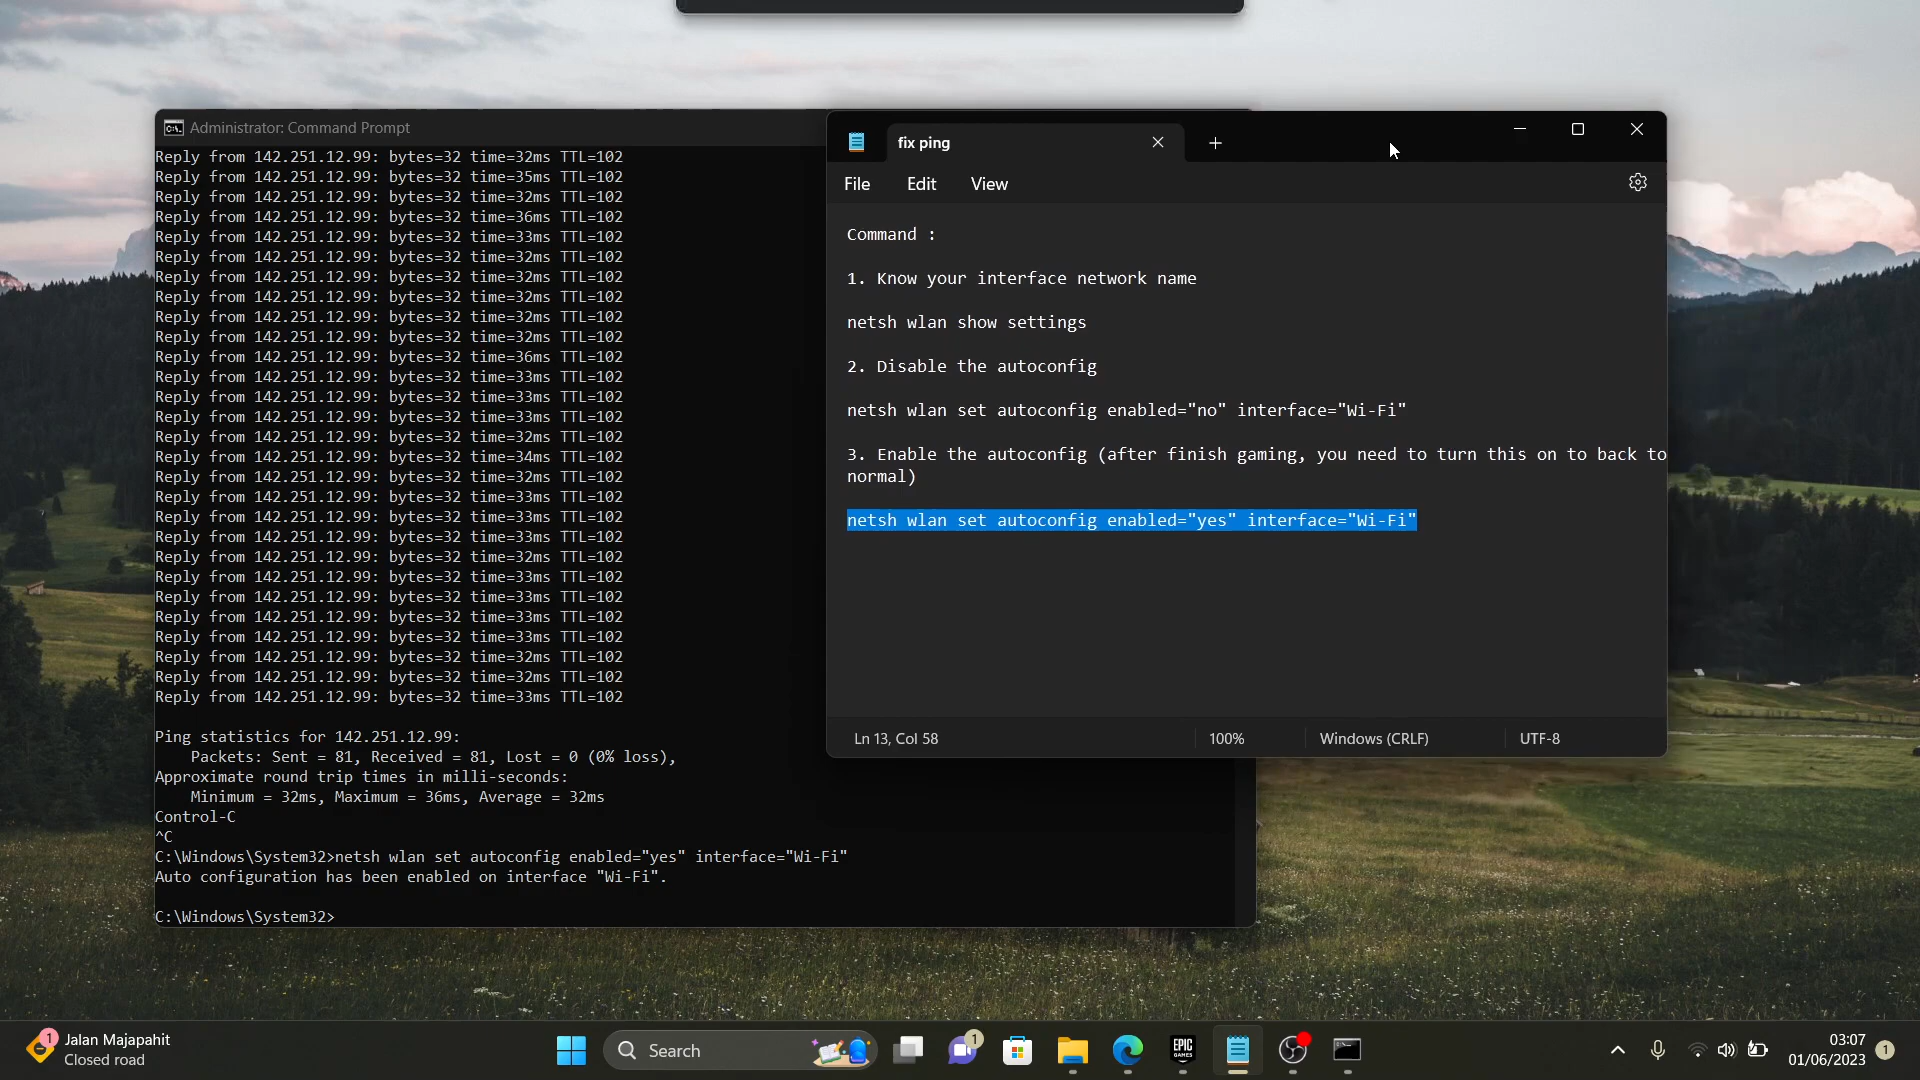 Administrator: Command Prompt
Reply from 142.251.12.99: bytes=32 time=32ms TTL=102
Reply from 142.251.12.99: bytes=32 time=35ms TTL=102
Reply from 142.251.12.99: bytes=32 time=32ms TTL=102
Reply from 142.251.12.99: bytes=32 time=36ms TTL=102
Reply from 142.251.12.99: bytes=32 time=33ms TTL=102
Reply from 142.251.12.99: bytes=32 time=32ms TTL=102
Reply from 142.251.12.99: bytes=32 time=32ms TTL=102
Reply from 142.251.12.99: bytes=32 time=32ms TTL=102
Reply from 142.251.12.99: bytes=32 time=32ms TTL=102
Reply from 142.251.12.99: bytes=32 time=32ms TTL=102
Reply from 142.251.12.99: bytes=32 time=36ms TTL=102
Reply from 142.251.12.99: bytes=32 time=33ms TTL=102
Reply from 142.251.12.99: bytes=32 time=33ms TTL=102
Reply from 142.251.12.99: bytes=32 time=33ms TTL=102
Reply from 142.251.12.99: bytes=32 time=32ms TTL=102
Reply from 142.251.12.99: bytes=32 time=34ms TTL=102
Reply from 142.251.12.99: bytes=32 time=32ms TTL=102
Reply from 142.251.12.99: bytes=32 time=33ms TTL=102
Reply from 142.251.12.99: bytes=32 time=33ms TTL=102
Reply from 142.251.12.99: bytes=32 time=33ms TTL=102
Reply from 142.251.12.99: bytes=32 time=32ms TTL=102
Reply from 142.251.12.99: bytes=32 time=33ms TTL=102
Reply from 142.251.12.99: bytes=32 time=33ms TTL=102
Reply from 142.251.12.99: bytes=32 time=33ms TTL=102
Reply from 142.251.12.99: bytes=32 time=33ms TTL=102
Reply from 142.251.12.99: bytes=32 time=32ms TTL=102
Reply from 142.251.12.99: bytes=32 time=32ms TTL=102
Reply from 142.251.12.99: bytes=32 time=33ms TTL=102
Ping statistics for 142.251.12.99:
Packets: Sent = 81, Received = 81, Lost = 0 (0% loss),
Approximate round trip times in milli-seconds:
Minimum = 32ms, Maximum = 36ms, Average = 32ms
Control-C
^C
C:\Windows\System32>netsh wlan set autoconfig enabled="yes" interface="Wi-Fi"
Auto configuration has been enabled on interface "Wi-Fi".
C:\Windows\System32>
fix ping
File Edit View
Command :
1. Know your interface network name
netsh wlan show settings
2. Disable the autoconfig
netsh wlan set autoconfig enabled="no" interface="Wi-Fi"
3. Enable the autoconfig (after finish gaming, you need to turn this on to back to
normal)
netsh wlan set autoconfig enabled="yes" interface="Wi-Fi"
Ln 13, Col 58 100% Windows (CRLF) UTF-8
1
Jalan Majapahit
Closed road
Search
1
EPIC
GAMES
03:07
01/06/2023
1